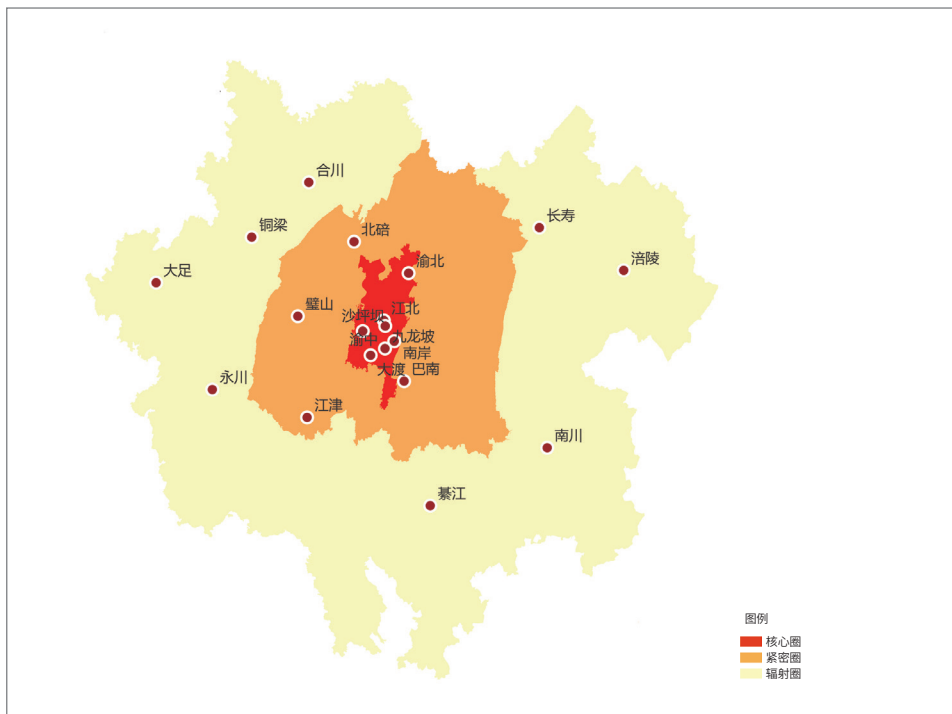 合川
长寿
铜梁
北碚
涪陵
大足
渝北
璧山
江北
沙坪坝
九龙坡
渝中
南岸
大渡
巴南
永川
江津
南川
綦江
图例
核心圈
紧密圈
辐射圈